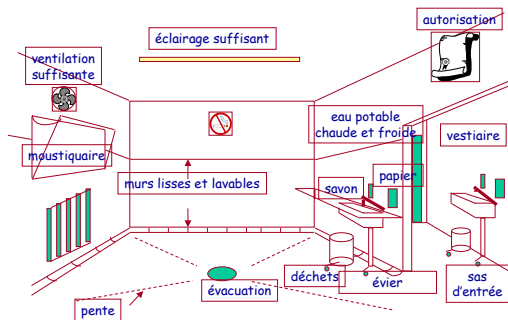 autorisation
éclairage suffisant
ventilation
suffisante
eau potable
chaude et froide
vestiaire
moustiquaire
murs lisses et lavables
savon
papier
déchets
évier
sas
d'entrée
évacuation
pente